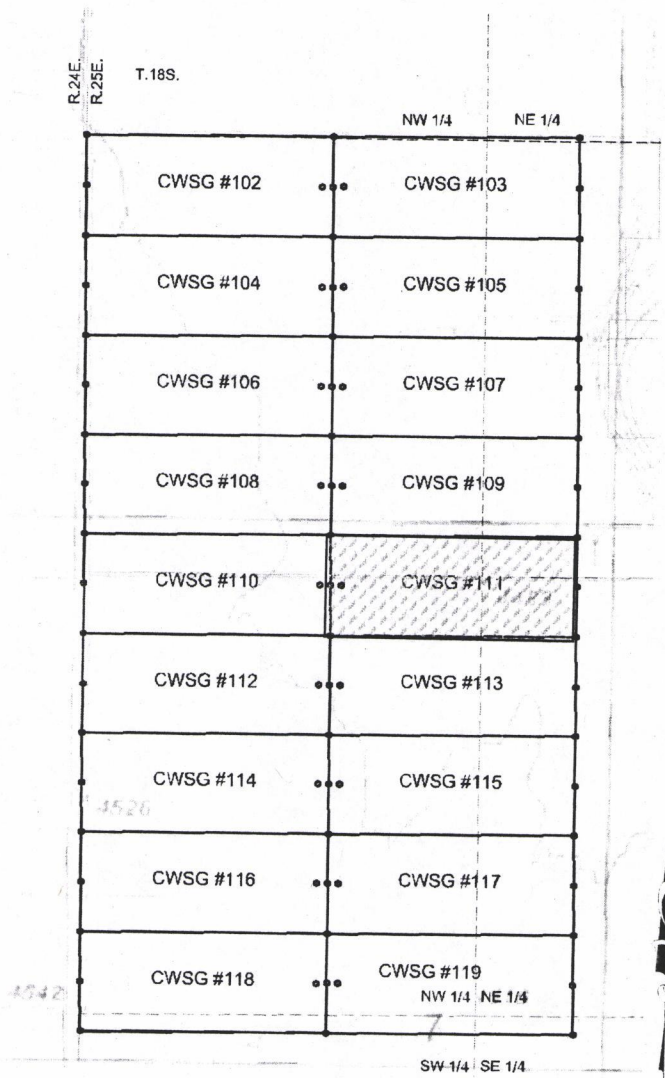 R.24E.
R.25E.
T.18S.
NW 1/4 NE 1/4
CWSG #102 CWSG #103
CWSG #104 CWSG #105
CWSG #106 CWSG #107
CWSG #108 CWSG #109
CWSG #110 CWSG #111
CWSG #112 CWSG #113
CWSG #114 CWSG #115
4526
CWSG #116 CWSG #117
CWSG #118 CWSG #119
4542 NW 1/4 NE 1/4
7
SW 1/4 SE 1/4